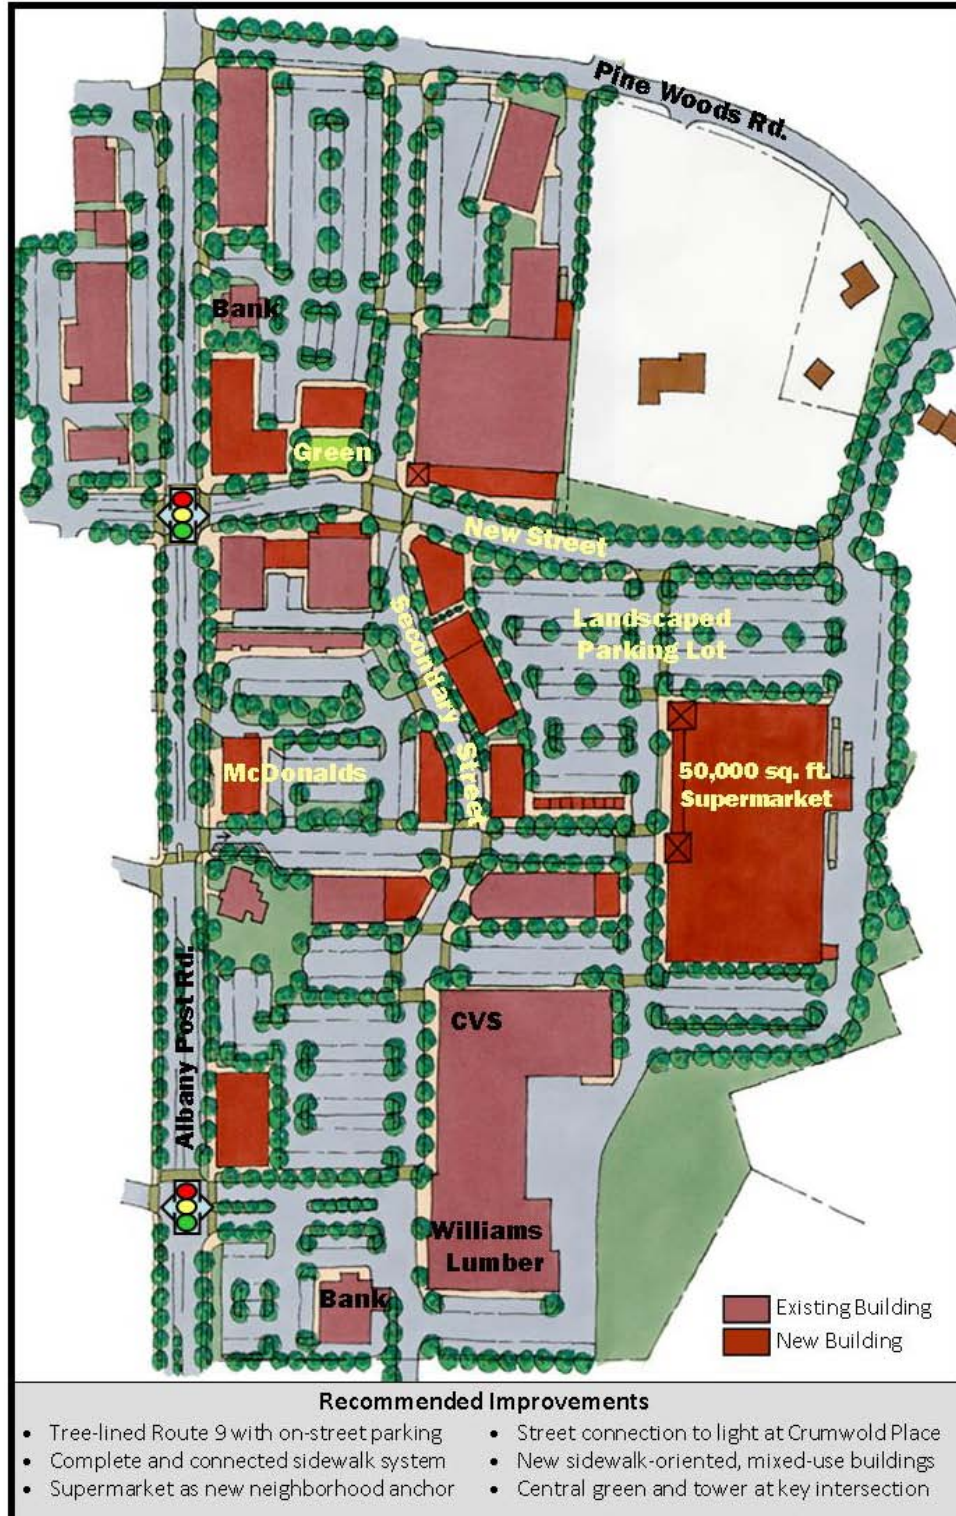 Pine Woods Rd.
Bank
Green
New Street
Secondary
Street
Landscaped
Parking Lot
McDonalds
50,000 sq. ft.
Supermarket
Albany Post Rd.
CVS
Williams
Lumber
Bank
Existing Building
New Building
Recommended Improvements
• Tree-lined Route 9 with on-street parking
• Complete and connected sidewalk system
• Supermarket as new neighborhood anchor
• Street connection to light at Crumwold Place
• New sidewalk-oriented, mixed-use buildings
• Central green and tower at key intersection